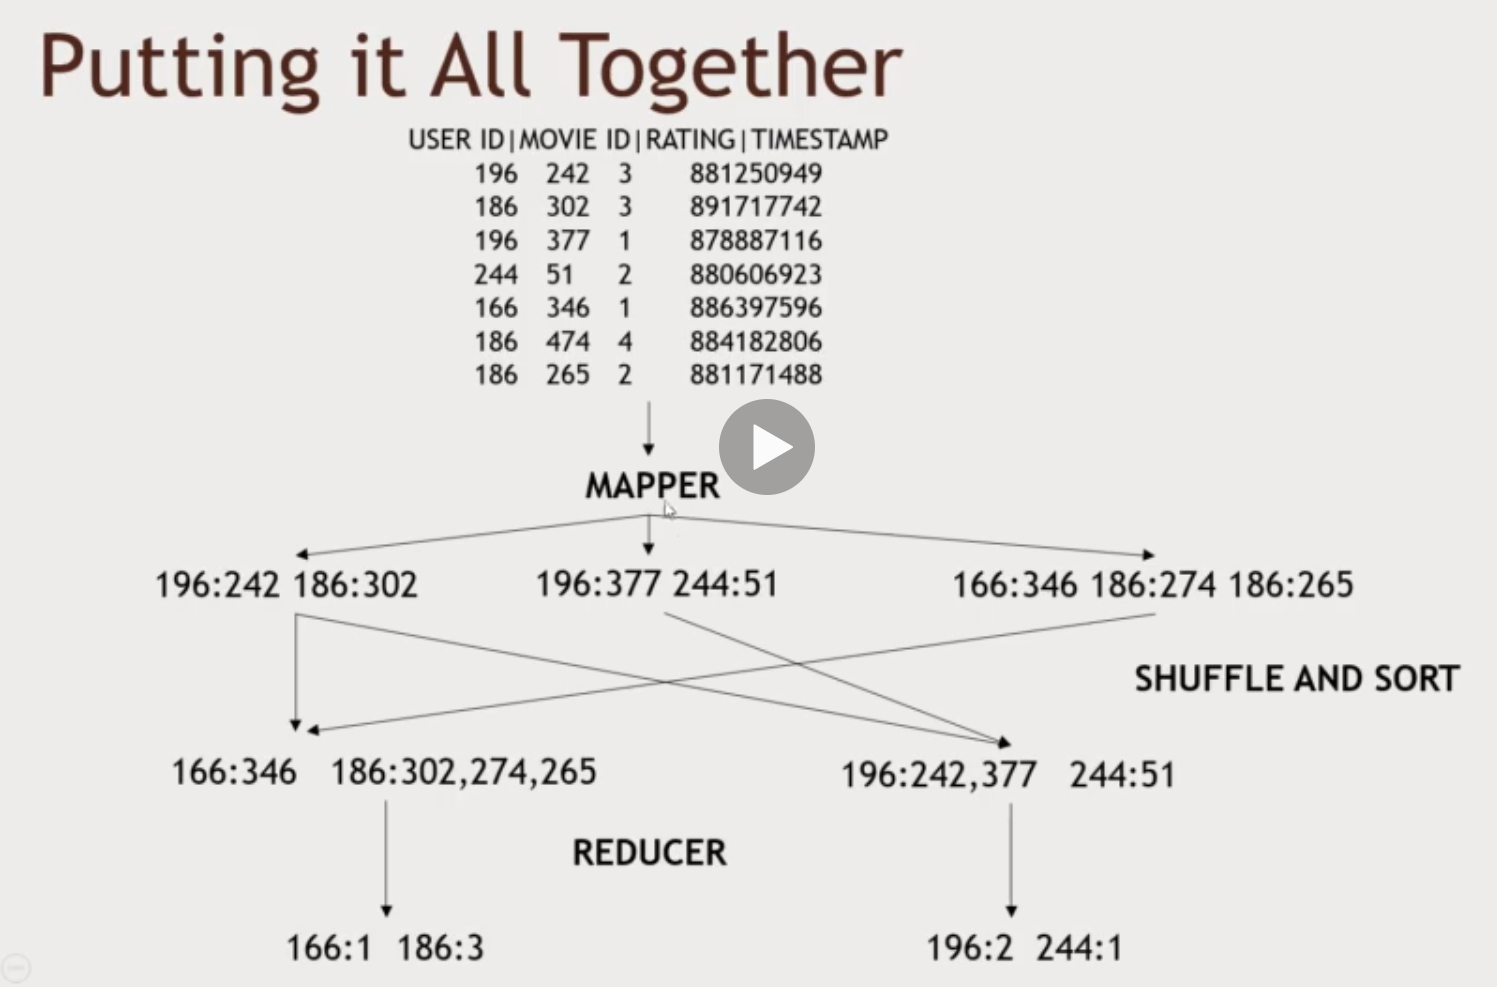 Putting it All Together
USER ID|MOVIE ID|RATING|TIMESTAMP
196 242 3 881250949
186 302 3 891717742
196 377 1 878887116
244 51 2 880606923
166 346 1 886397596
186 474 4 884182806
186 265 2 881171488
MAPPER
196:242 186:302 196:377 244:51 166:346 186:274 186:265
SHUFFLE AND SORT
166:346 186:302,274,265 196:242,377 244:51
REDUCER
166:1 186:3 196:2 244:1